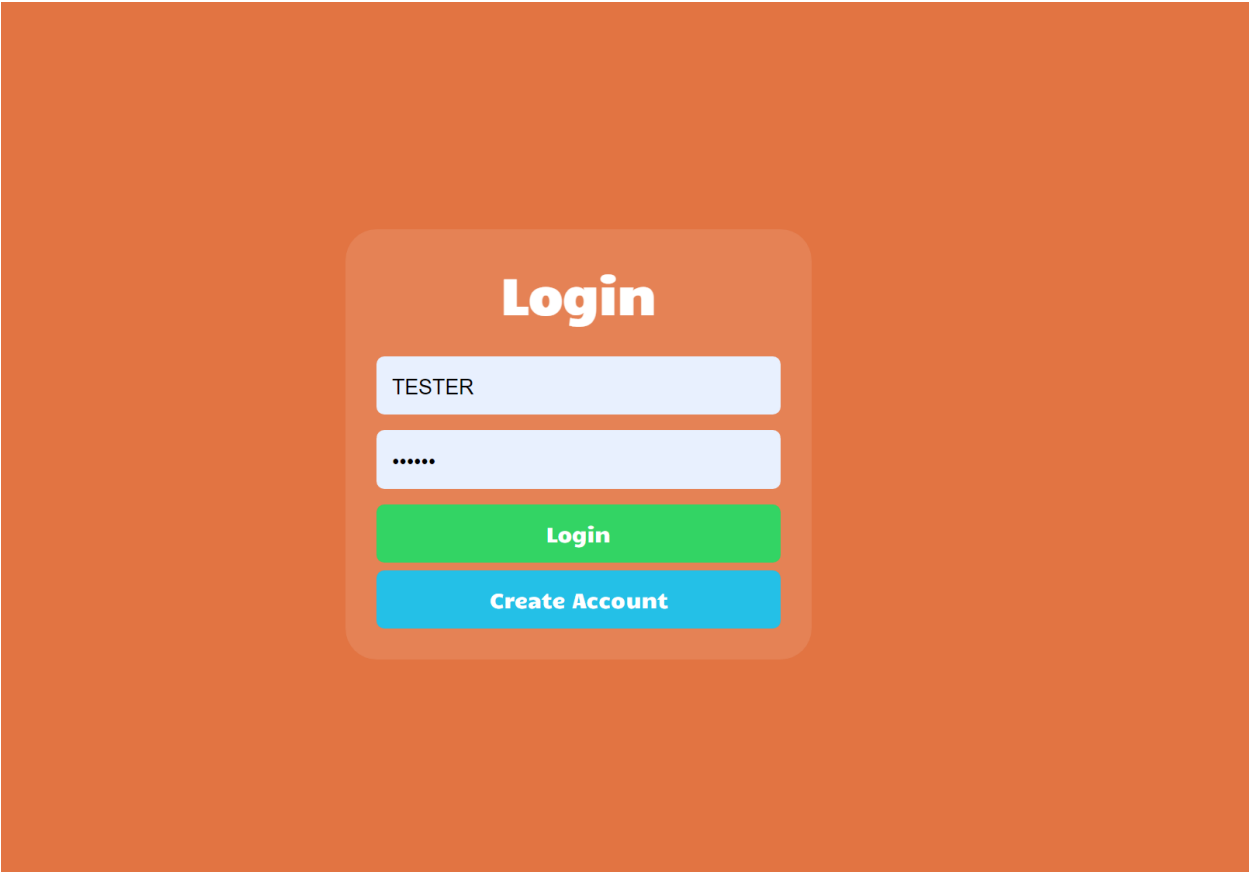 Login
TESTER
••••••
Login
Create Account